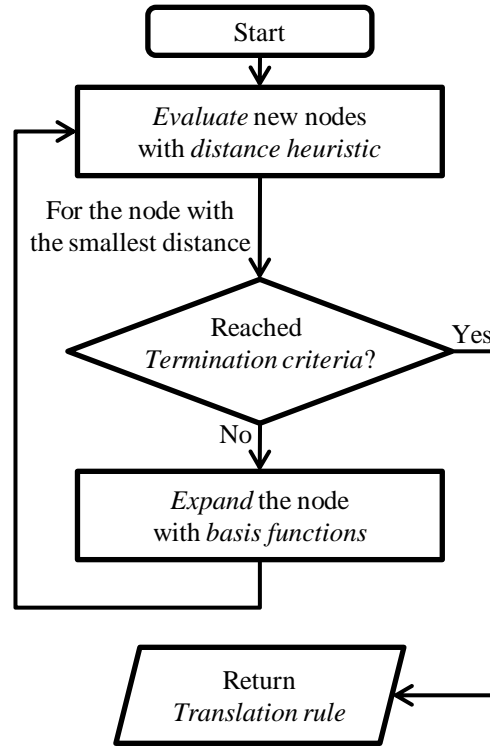 Start
Evaluate new nodes
with distance heuristic
For the node with
the smallest distance
Reached
Termination criteria?
Yes
No
Expand the node
with basis functions
Return
Translation rule